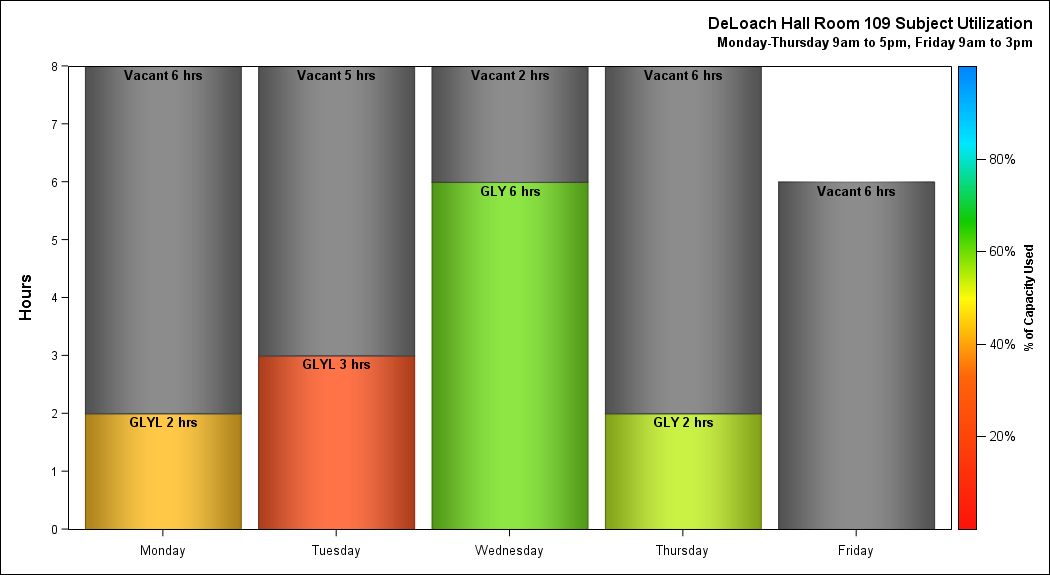 DeLoach Hall Room 109 Subject Utilization
Monday-Thursday 9am to 5pm, Friday 9am to 3pm
Hours
8
7
6
5
4
3
2
1
0
Vacant 6 hrs
GLYL 2 hrs
Vacant 5 hrs
GLYL 3 hrs
Vacant 2 hrs
GLY 6 hrs
Vacant 6 hrs
GLY 2 hrs
Vacant 6 hrs
Monday
Tuesday
Wednesday
Thursday
Friday
80%
60%
40%
20%
% of Capacity Used